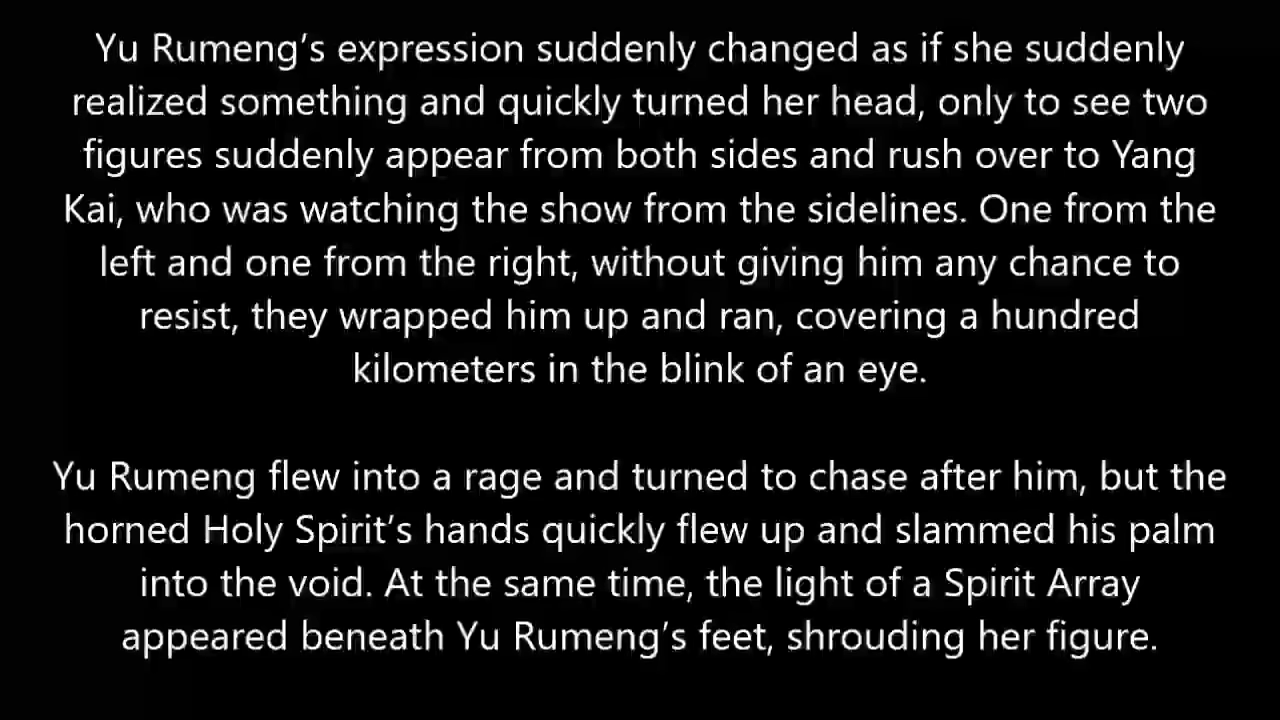 Yu Rumeng’s expression suddenly changed as if she suddenly
realized something and quickly turned her head, only to see two
figures suddenly appear from both sides and rush over to Yang
Kai, who was watching the show from the sidelines. One from the
left and one from the right, without giving him any chance to
resist, they wrapped him up and ran, covering a hundred
kilometers in the blink of an eye.
Yu Rumeng flew into a rage and turned to chase after him, but the
horned Holy Spirit’s hands quickly flew up and slammed his palm
into the void. At the same time, the light of a Spirit Array
appeared beneath Yu Rumeng’s feet, shrouding her figure.